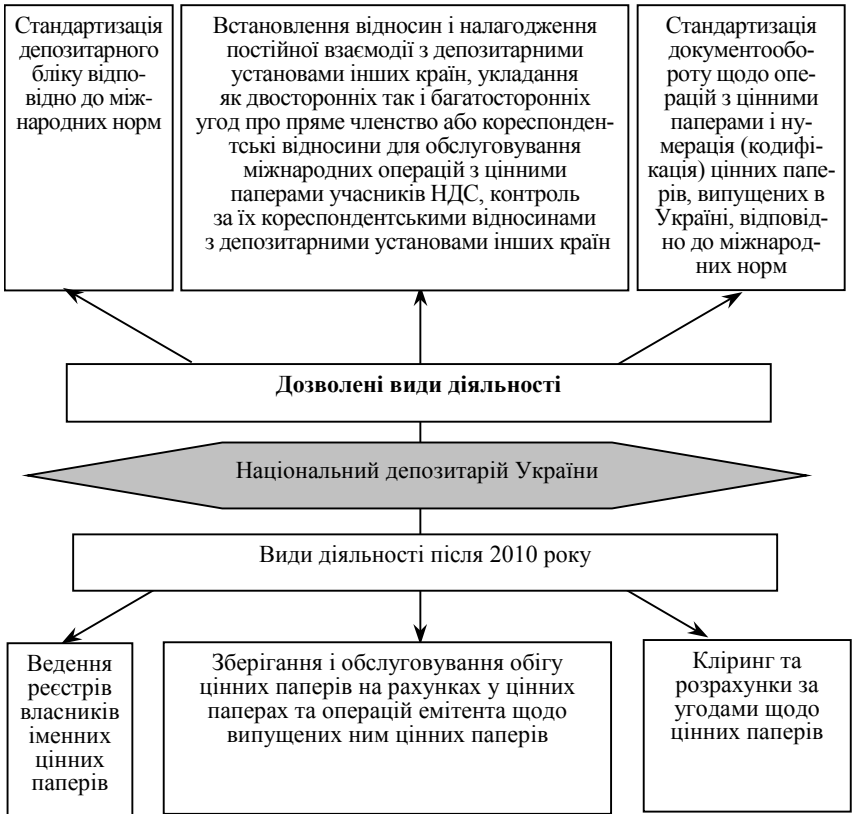 Стандартизація
депозитарного
бліку відпо-
відно до між-
народних норм
Встановлення відносин і налагодження
постійної взаємодії з депозитарними
установами інших країн, укладання
як двосторонніх так і багатосторонніх
угод про пряме членство або кореспонден-
тські відносини для обслуговування
міжнародних операцій з цінними
паперами учасників НДС, контроль
за їх кореспондентськими відносинами
з депозитарними установами інших країн
Стандартизація
документообо-
роту щодо опе-
рацій з цінними
паперами і ну-
мерація (кодифі-
кація) цінних папе-
рів, випущених в
Україні, відповід-
но до міжнарод-
них норм
Дозволені види діяльності
Національний депозитарій України
Види діяльності після 2010 року
Ведення
реєстрів
власників
іменних
цінних
паперів
Зберігання і обслуговування обігу
цінних паперів на рахунках у цінних
паперах та операцій емітента щодо
випущених ним цінних паперів
Кліринг та
розрахунки за
угодами щодо
цінних паперів